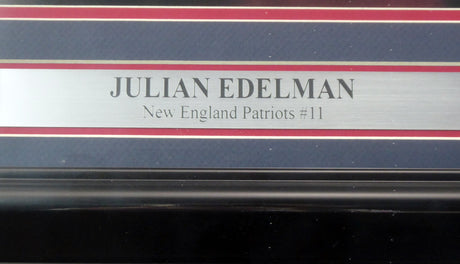 JULIAN EDELMAN
New England Patriots #11